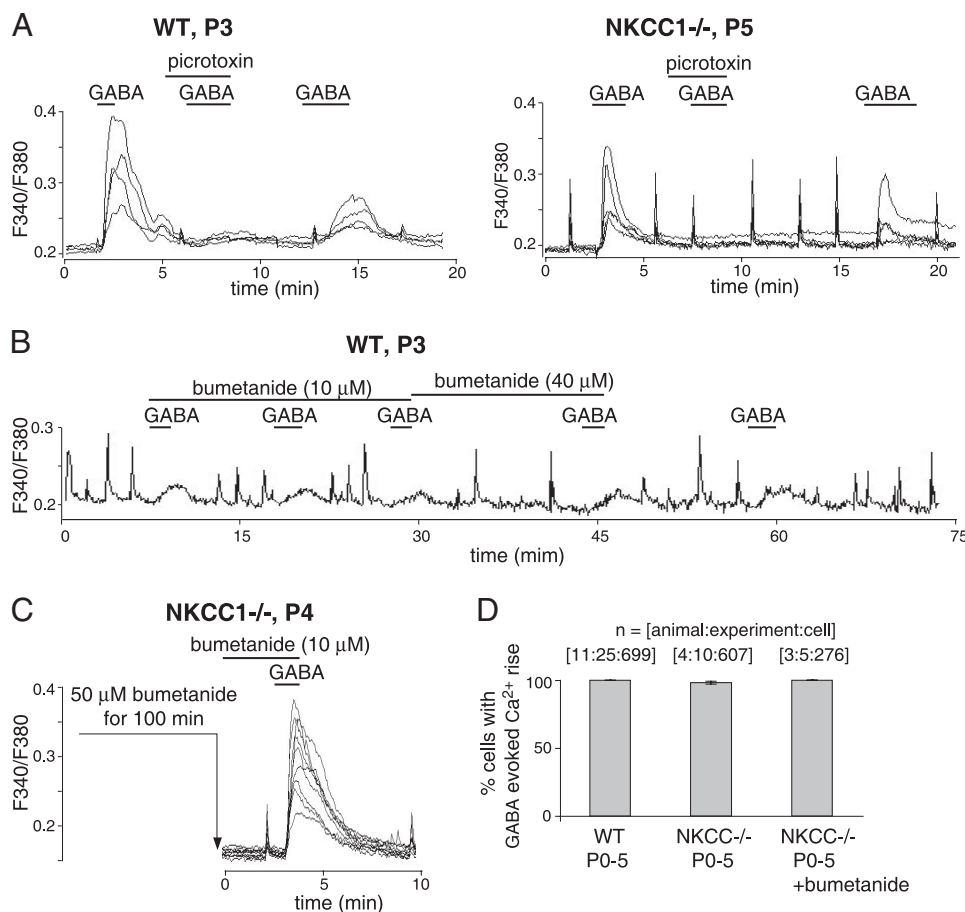 A
WT, P3
picrotoxin
GABA GABA GABA
F340/F380
0.4
0.3
0.2
0 5 10 15 20
time (min)
NKCC1-/-, P5
picrotoxin
GABA GABA GABA
F340/F380
0.4
0.3
0.2
0 5 10 15 20
time (min)
B
WT, P3
bumetanide (10 μM) bumetanide (40 μM)
GABA GABA GABA GABA GABA
F340/F380
0.3
0.2
0 15 30 45 60 75
time (mim)
C
NKCC1-/-, P4
bumetanide (10 μM)
GABA
50 μM bumetanide
for 100 min
F340/F380
0.4
0.3
0.2
0 5 10
time (min)
D
n = [animal:experiment:cell]
[11:25:699] [4:10:607] [3:5:276]
% cells with
GABA evoked Ca²⁺ rise
100
50
0
WT
P0-5
NKCC-/-
P0-5
NKCC-/-
P0-5
+bumetanide